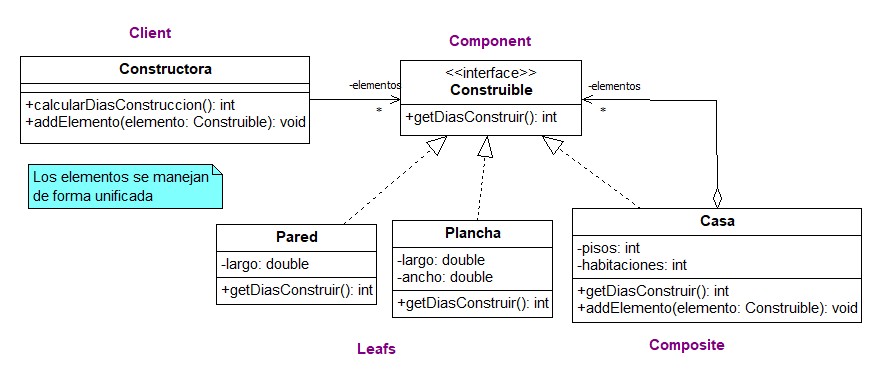 Client
Component
Constructora
+calcularDiasConstruccion(): int
+addElemento(elemento: Construible): void
-elementos
*
<<interface>>
Construible
+getDiasConstruir(): int
-elementos
*
Los elementos se manejan
de forma unificada
Pared
-largo: double
+getDiasConstruir(): int
Plancha
-largo: double
-ancho: double
+getDiasConstruir(): int
Casa
-pisos: int
-habitaciones: int
+getDiasConstruir(): int
+addElemento(elemento: Construible): void
Leafs
Composite